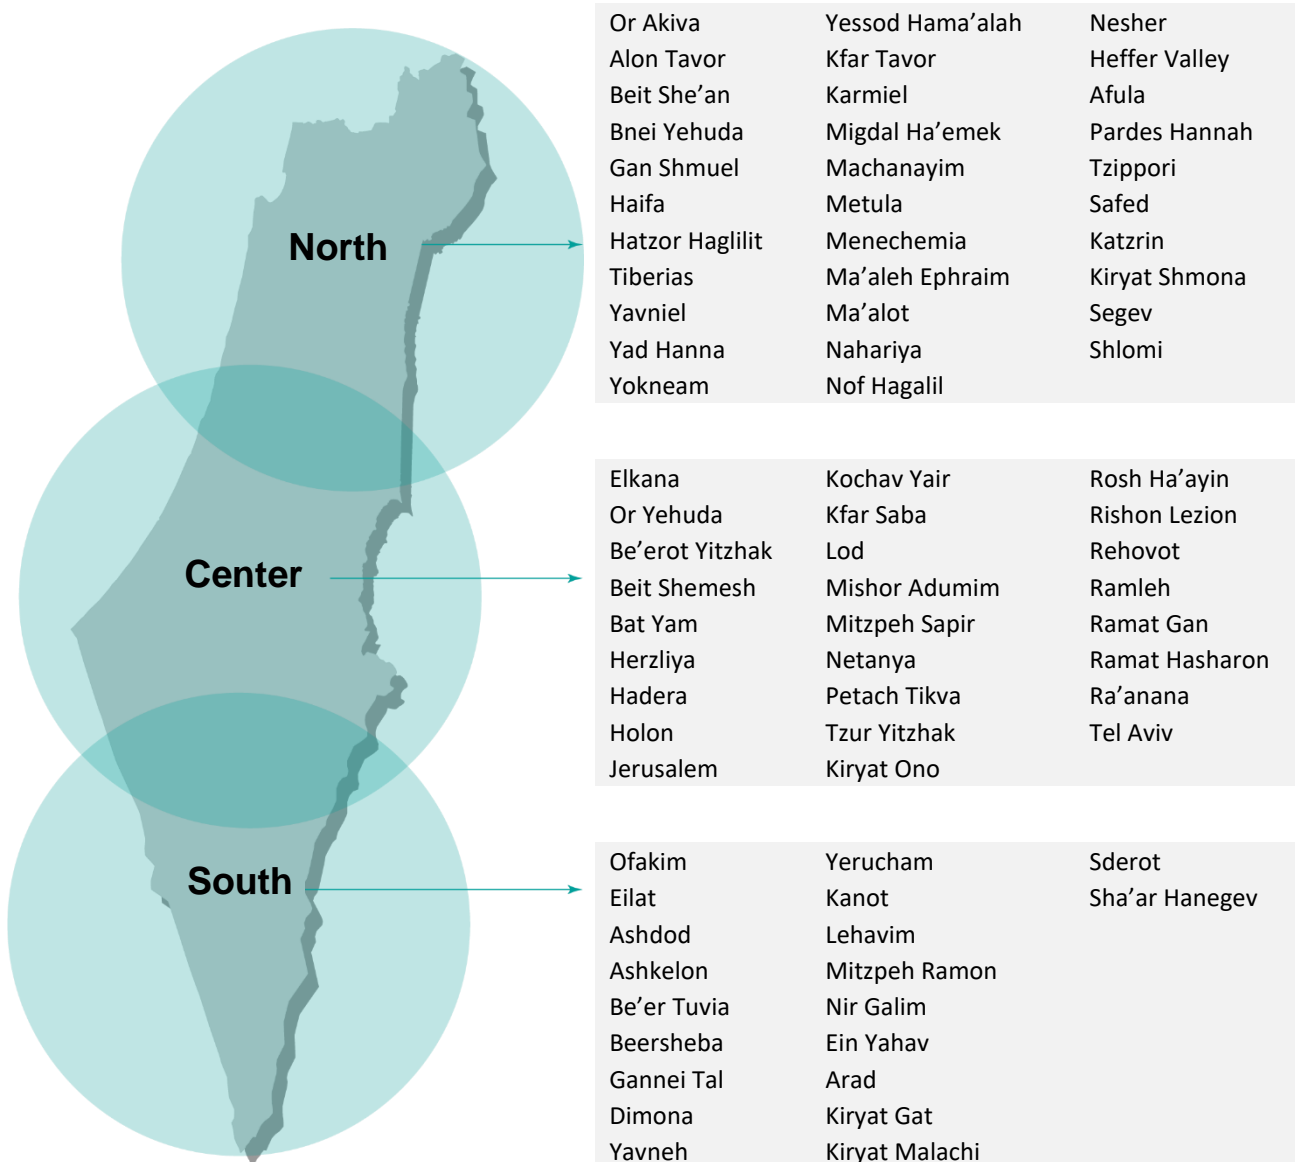 Or Akiva Yessod Hama’alah Nesher
Alon Tavor Kfar Tavor Heffer Valley
Beit She’an Karmiel Afula
Bnei Yehuda Migdal Ha’emek Pardes Hannah
Gan Shmuel Machanayim Tzippori
Haifa Metula Safed
North
Hatzor Haglilit Menechemia Katzrin
Tiberias Ma’aleh Ephraim Kiryat Shmona
Yavniel Ma’alot Segev
Yad Hanna Nahariya Shlomi
Yokneam Nof Hagalil
Elkana Kochav Yair Rosh Ha’ayin
Or Yehuda Kfar Saba Rishon Lezion
Be’erot Yitzhak Lod Rehovot
Center
Beit Shemesh Mishor Adumim Ramleh
Bat Yam Mitzpeh Sapir Ramat Gan
Herzliya Netanya Ramat Hasharon
Hadera Petach Tikva Ra’anana
Holon Tzur Yitzhak Tel Aviv
Jerusalem Kiryat Ono
Ofakim Yerucham Sderot
South
Eilat Kanot Sha’ar Hanegev
Ashdod Lehavim
Ashkelon Mitzpeh Ramon
Be’er Tuvia Nir Galim
Beersheba Ein Yahav
Gannei Tal Arad
Dimona Kiryat Gat
Yavneh Kiryat Malachi